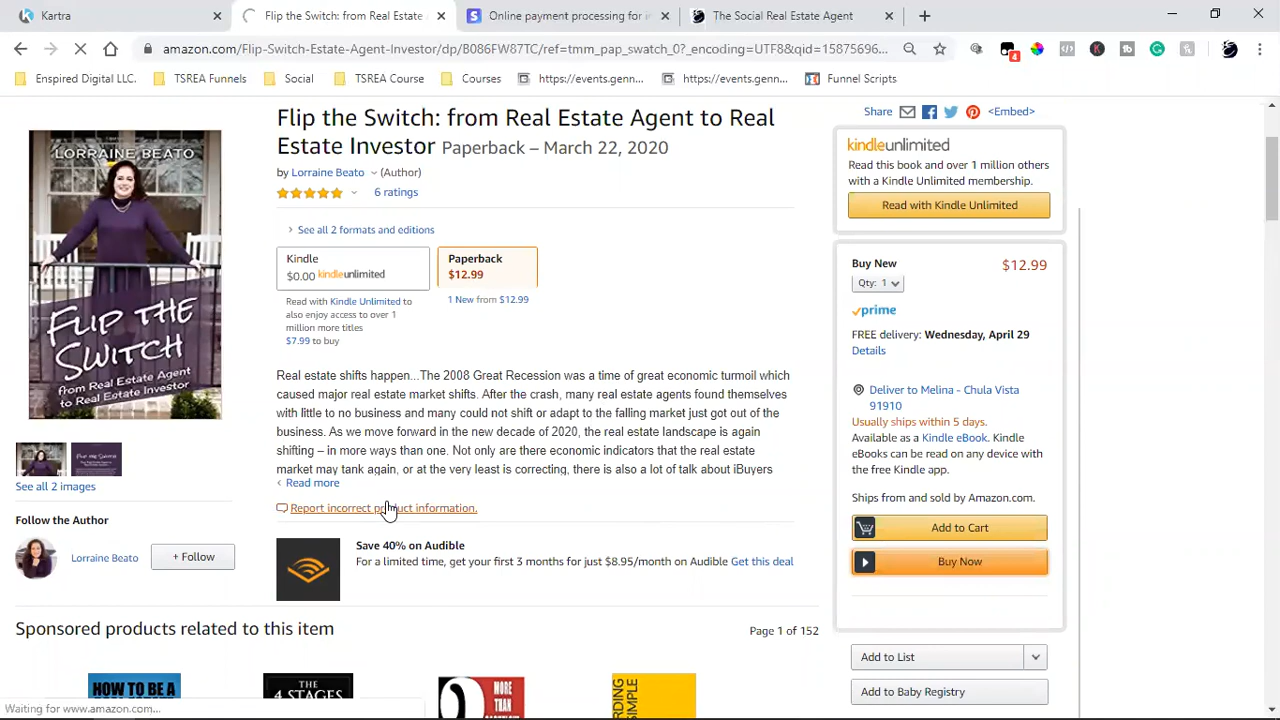 Kartra
Flip the Switch: from Real Estate
Online payment processing for i
The Social Real Estate Agent
amazon.com/Flip-Switch-Estate-Agent-Investor/dp/B086FW87TC/ref=tmm_pap_swatch_0?_encoding=UTF8&qid=15875696...
4
Enspired Digital LLC.
TSREA Funnels
Social
TSREA Course
Courses
https://events.genn...
https://events.genn...
Funnel Scripts
Flip the Switch: from Real Estate Agent to Real
Estate Investor Paperback – March 22, 2020
by Lorraine Beato (Author)
6 ratings
See all 2 formats and editions
Kindle
$0.00 kindleunlimited
Paperback
$12.99
Read with Kindle Unlimited to
also enjoy access to over 1
million more titles
$7.99 to buy
1 New from $12.99
Real estate shifts happen...The 2008 Great Recession was a time of great economic turmoil which
caused major real estate market shifts. After the crash, many real estate agents found themselves
with little to no business and many could not shift or adapt to the falling market just got out of the
business. As we move forward in the new decade of 2020, the real estate landscape is again
shifting – in more ways than one. Not only are there economic indicators that the real estate
market may tank again, or at the very least is correcting, there is also a lot of talk about iBuyers
Read more
Report incorrect product information.
Save 40% on Audible
For a limited time, get your first 3 months for just $8.95/month on Audible Get this deal
LORRAINE BEATO
FLIP THE
SWITCH
from Real Estate Agent
to Real Estate Investor
See all 2 images
Follow the Author
Lorraine Beato
+ Follow
Share
<Embed>
kindleunlimited
Read this book and over 1 million others
with a Kindle Unlimited membership.
Read with Kindle Unlimited
Buy New
$12.99
Qty: 1
prime
FREE delivery: Wednesday, April 29
Details
Deliver to Melina - Chula Vista
91910
Usually ships within 5 days.
Available as a Kindle eBook. Kindle
eBooks can be read on any device with
the free Kindle app.
Ships from and sold by Amazon.com.
Add to Cart
Buy Now
Add to List
Add to Baby Registry
Sponsored products related to this item
Page 1 of 152
HOW TO BE A
THE
4 STAGES
MORE
THAN
Waiting for www.amazon.com...